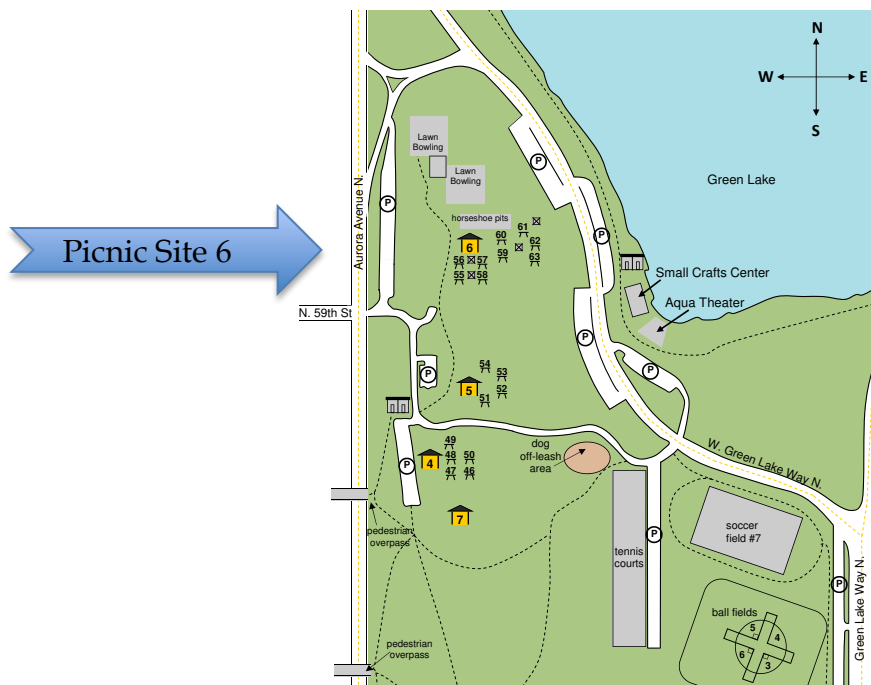 N
W
E
S
Lawn
Bowling
Lawn
Bowling
P
P
Green Lake
Aurora Avenue N.
horseshoe pits
Picnic Site 6
6
60
61
62
59
63
56
57
55
58
P
Small Crafts Center
Aqua Theater
N. 59th St
P
P
P
54
53
5
52
51
49
48
50
4
47
46
P
dog
off-leash
area
W. Green Lake Way N.
7
pedestrian
overpass
tennis
courts
P
soccer
field #7
P
ball fields
5
4
6
3
Green Lake Way N.
pedestrian
overpass